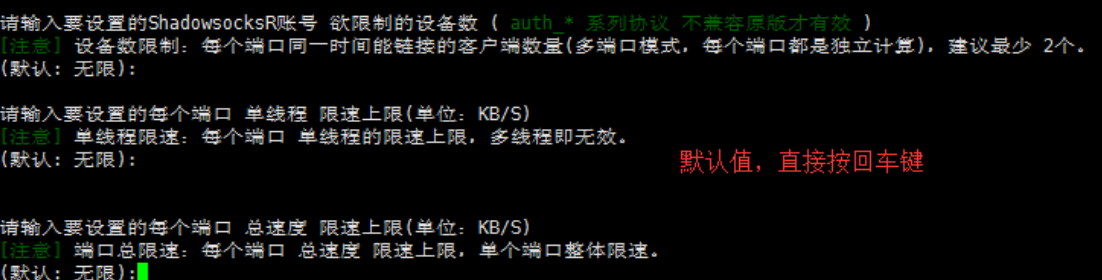 请输入要设置的ShadowsocksR账号 欲限制的设备数 ( auth_* 系列协议 不兼容原版才有效 )
[注意] 设备数限制：每个端口同一时间能链接的客户端数量(多端口模式，每个端口都是独立计算)，建议最少 2个。
(默认: 无限):
请输入要设置的每个端口 单线程 限速上限(单位：KB/S)
[注意] 单线程限速：每个端口 单线程的限速上限，多线程即无效。
(默认: 无限):
默认值，直接按回车键
请输入要设置的每个端口 总速度 限速上限(单位：KB/S)
[注意] 端口总限速：每个端口 总速度 限速上限，单个端口整体限速。
(默认: 无限):